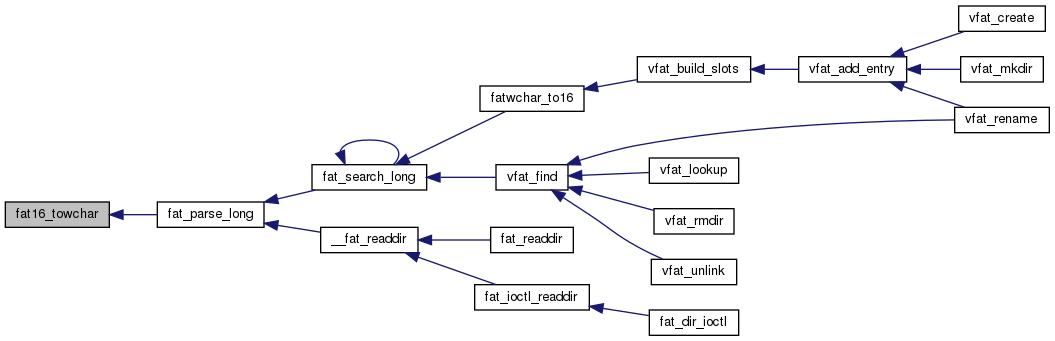 vfat_create
vfat_build_slots
vfat_add_entry
vfat_mkdir
fatwchar_to16
vfat_rename
fat_search_long
vfat_find
vfat_lookup
fat16_towchar
fat_parse_long
vfat_rmdir
__fat_readdir
fat_readdir
vfat_unlink
fat_ioctl_readdir
fat_dir_ioctl